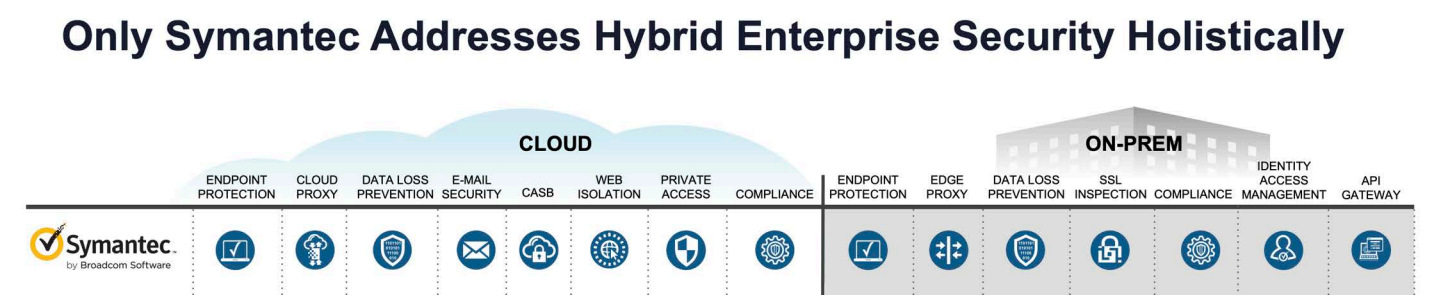 Only Symantec Addresses Hybrid Enterprise Security Holistically
CLOUD
ON-PREM
ENDPOINT
PROTECTION
CLOUD
PROXY
DATA LOSS
PREVENTION
E-MAIL
SECURITY
CASB
WEB
ISOLATION
PRIVATE
ACCESS
COMPLIANCE
ENDPOINT
PROTECTION
EDGE
PROXY
DATA LOSS
PREVENTION
SSL
INSPECTION
COMPLIANCE
IDENTITY
ACCESS
MANAGEMENT
API
GATEWAY
Symantec
by Broadcom Software